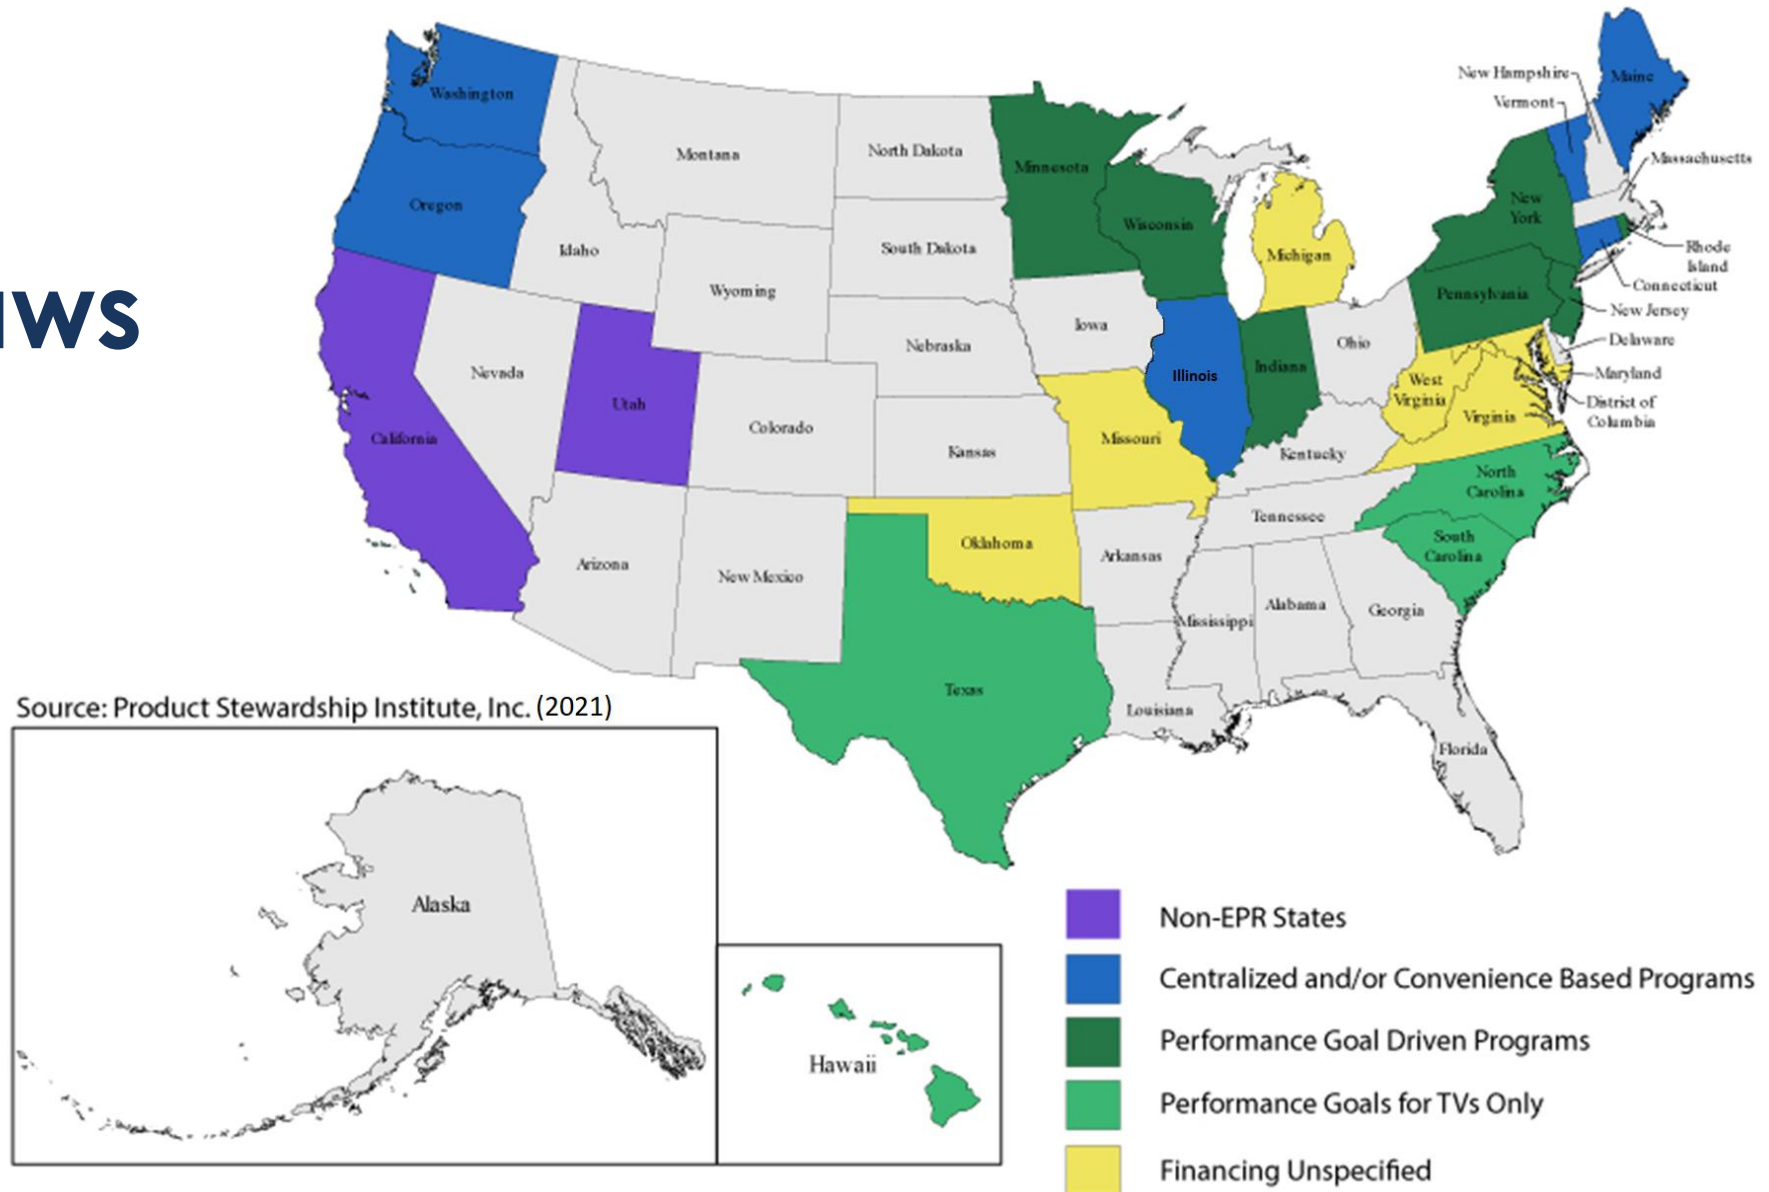 ws
Washington
Oregon
California
Nevada
Idaho
Utah
Arizona
Montana
Wyoming
Colorado
New Mexico
North Dakota
South Dakota
Nebraska
Kansas
Oklahoma
Texas
Minnesota
Iowa
Missouri
Arkansas
Louisiana
Wisconsin
Illinois
Michigan
Indiana
Ohio
Kentucky
Tennessee
Mississippi
Alabama
Georgia
Florida
South
Carolina
North
Carolina
Virginia
West
Virginia
Pennsylvania
New
York
Maine
New Hampshire
Vermont
Massachusetts
Rhode
Island
Connecticut
New Jersey
Delaware
Maryland
District of
Columbia
Source: Product Stewardship Institute, Inc. (2021)
Alaska
Hawaii
Non-EPR States
Centralized and/or Convenience Based Programs
Performance Goal Driven Programs
Performance Goals for TVs Only
Financing Unspecified